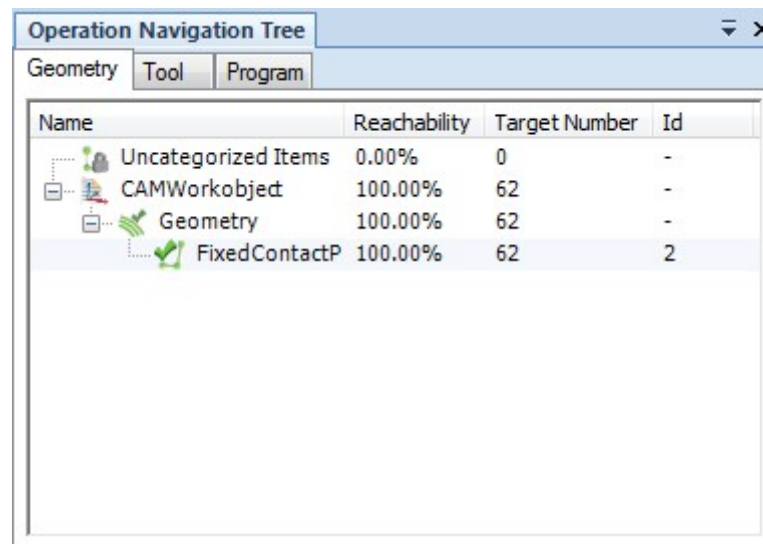 Operation Navigation Tree
Geometry Tool Program
Name Reachability Target Number Id
Uncategorized Items 0.00% 0 -
CAMWorkobject 100.00% 62 -
Geometry 100.00% 62 -
FixedContactP 100.00% 62 2